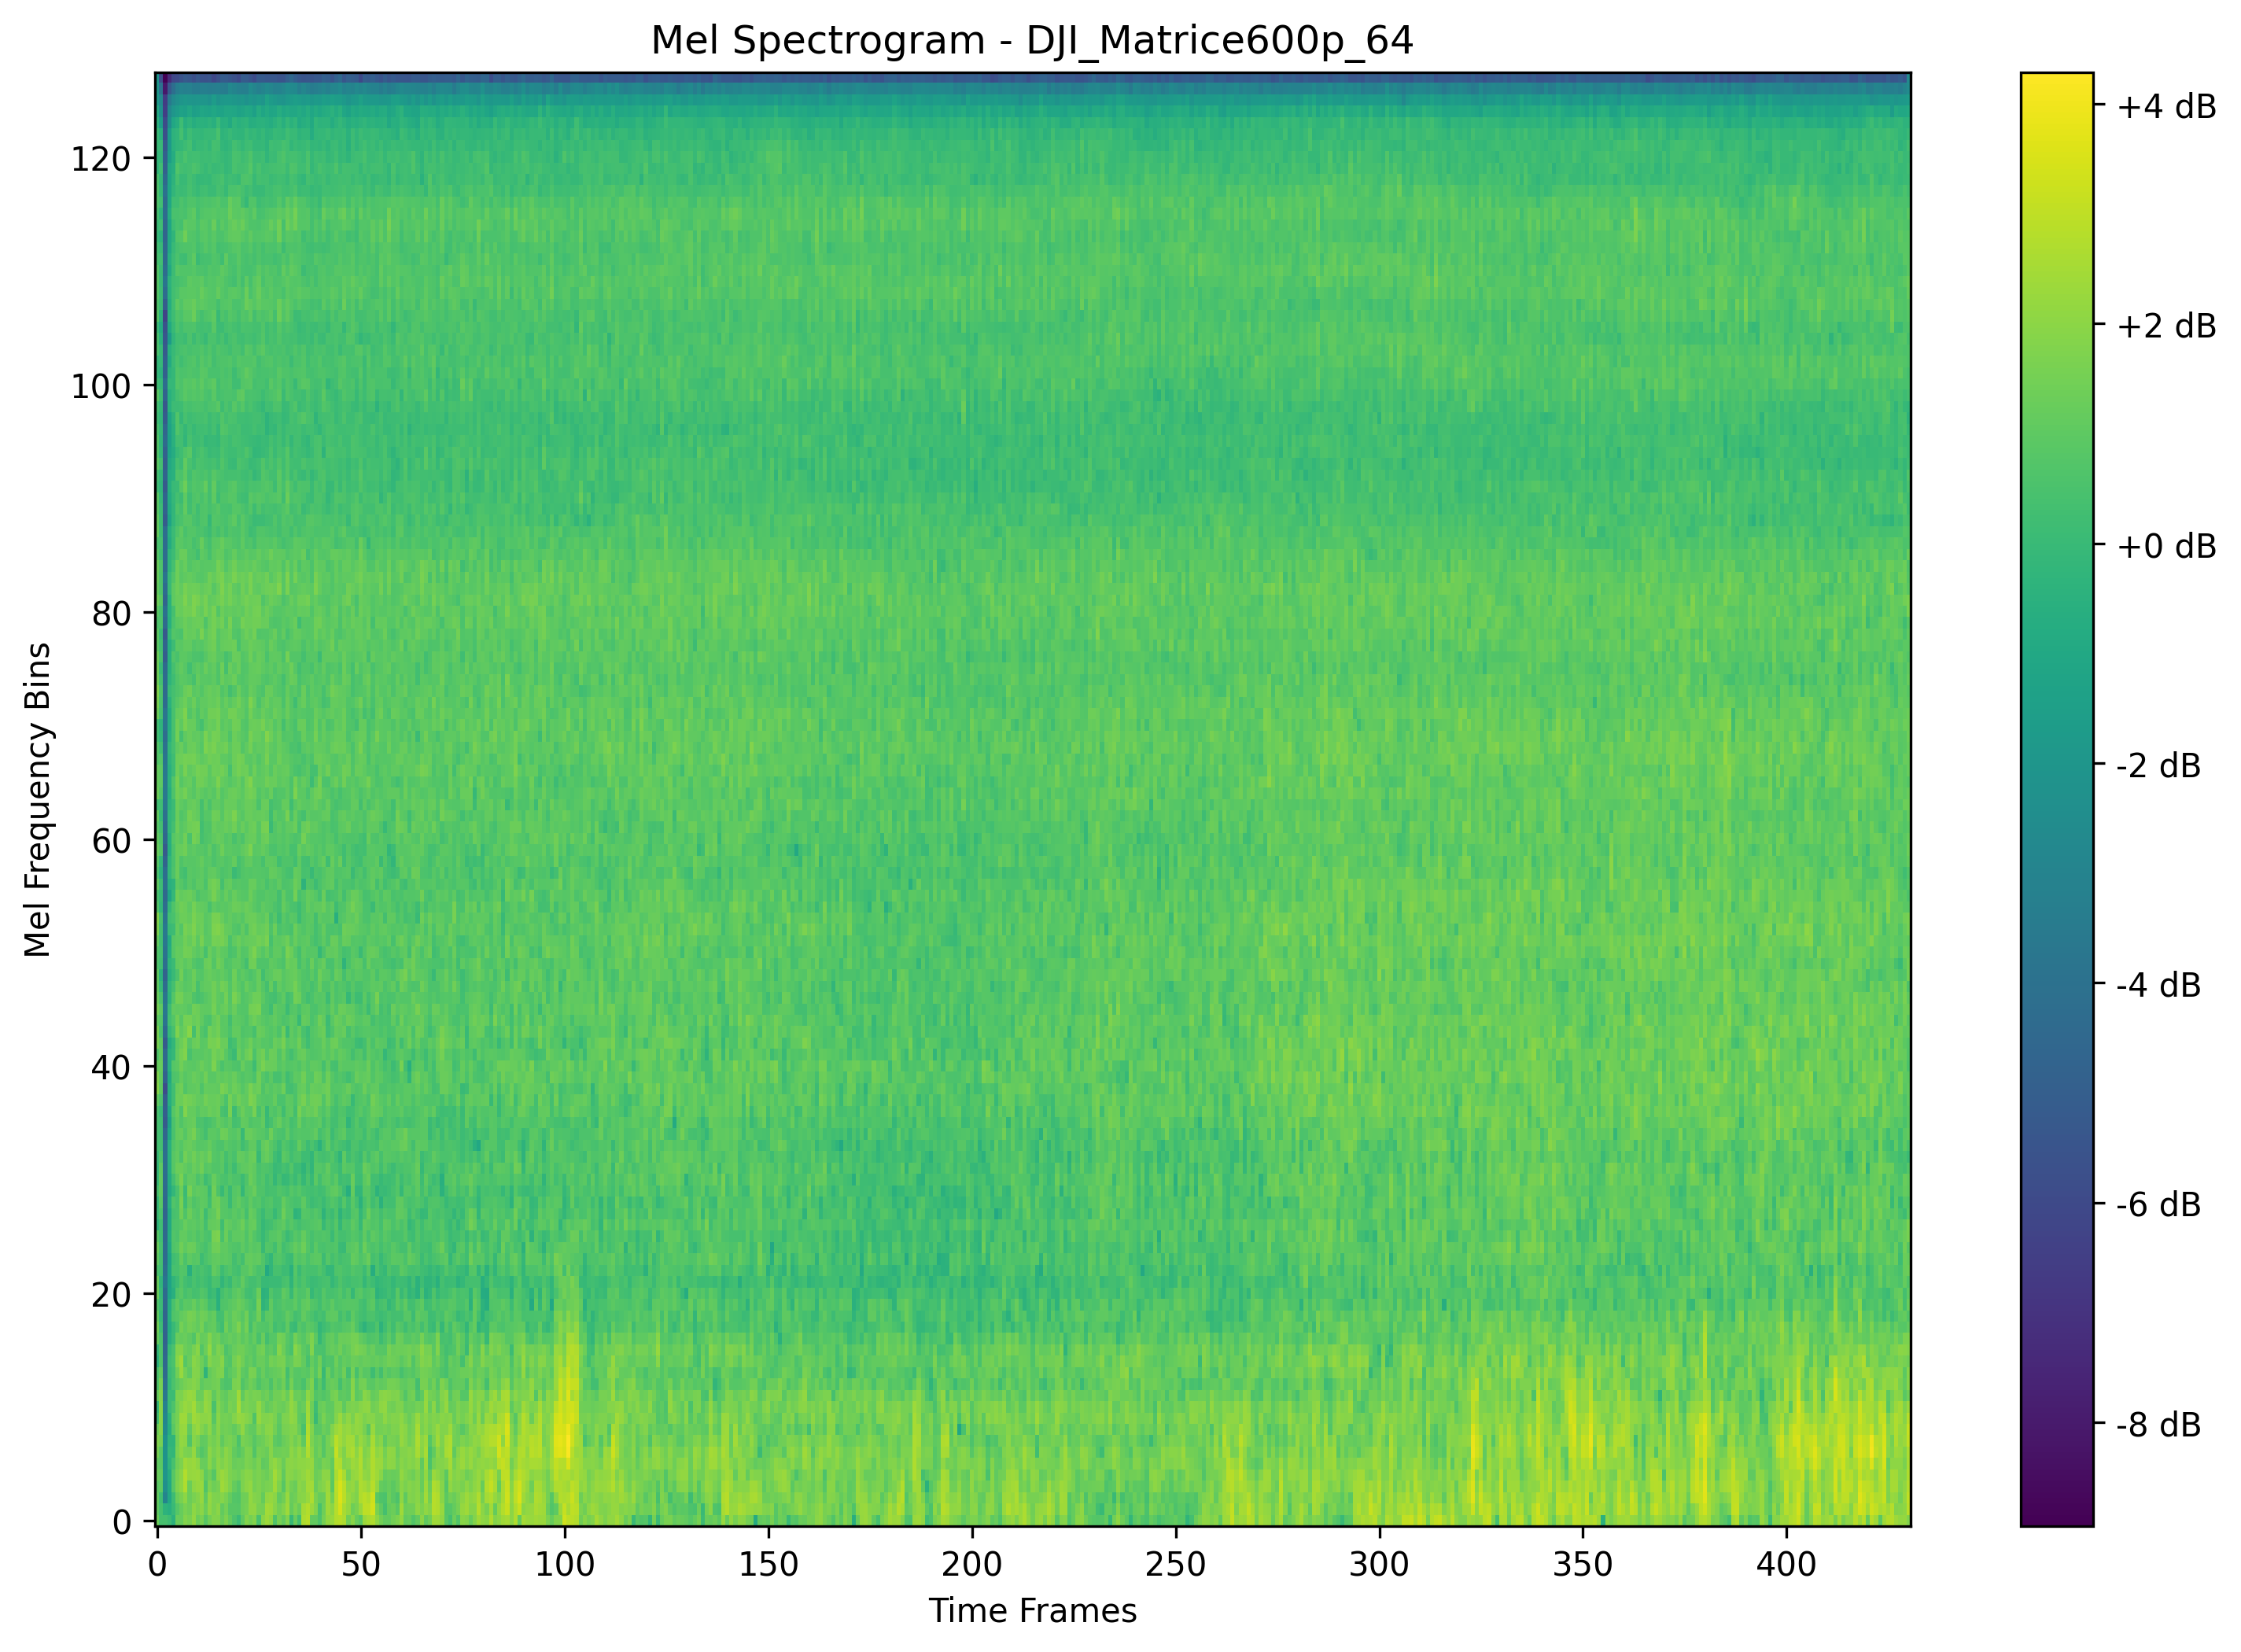 Mel Spectrogram - DJI_Matrice600p_64
Mel Frequency Bins
120
100
80
60
40
20
0
0 50 100 150 200 250 300 350 400
Time Frames
+4 dB
+2 dB
+0 dB
-2 dB
-4 dB
-6 dB
-8 dB